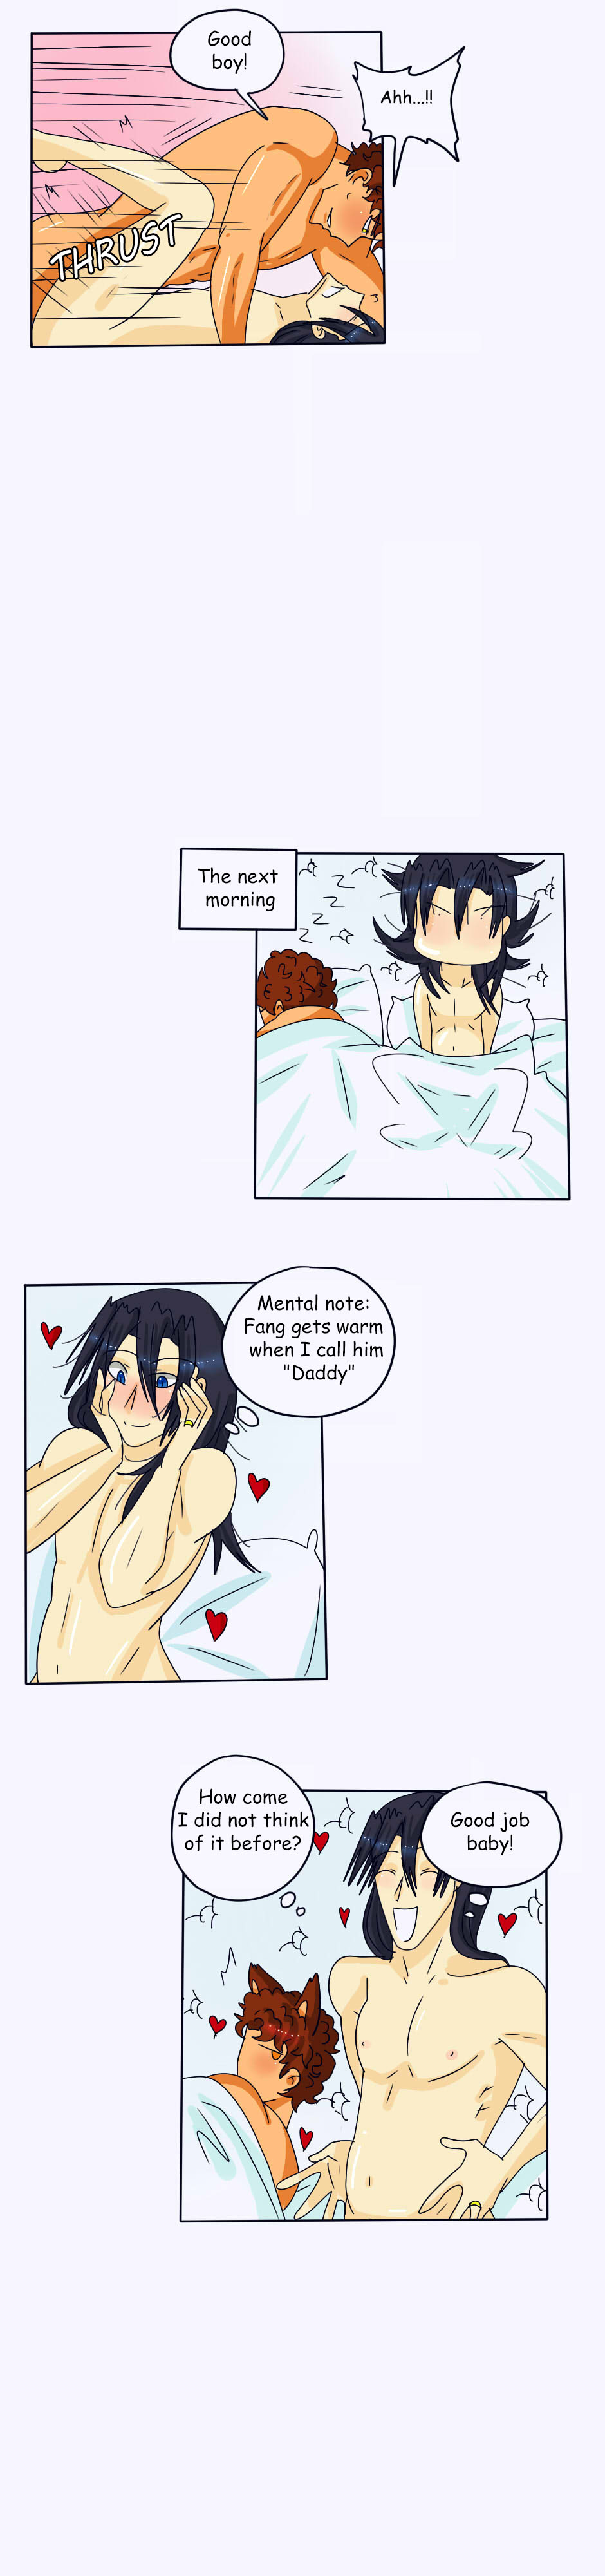 Good
boy!
Ahh...!!
THRUST
The next
morning
Z
Z
Z
Z
Mental note:
Fang gets warm
when I call him
"Daddy"
How come
I did not think
of it before?
Good job
baby!